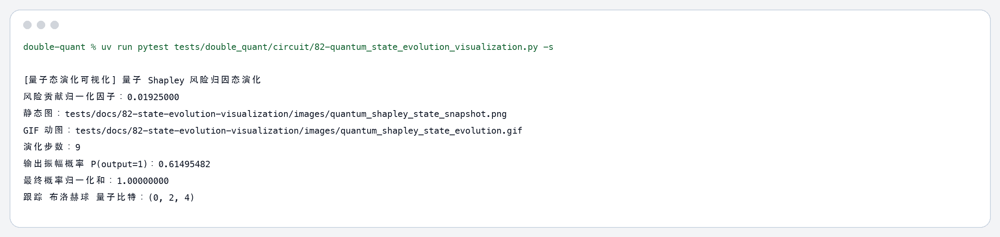 double-quant % uv run pytest tests/double_quant/circuit/82-quantum_state_evolution_visualization.py -s
[量子态演化可视化] 量子 Shapley 风险归因态演化
风险贡献归一化因子：0.01925000
静态图：tests/docs/82-state-evolution-visualization/images/quantum_shapley_state_snapshot.png
GIF 动图：tests/docs/82-state-evolution-visualization/images/quantum_shapley_state_evolution.gif
演化步数：9
输出振幅概率 P(output=1)：0.61495482
最终概率归一化和：1.00000000
跟踪 布洛赫球 量子比特：(0, 2, 4)